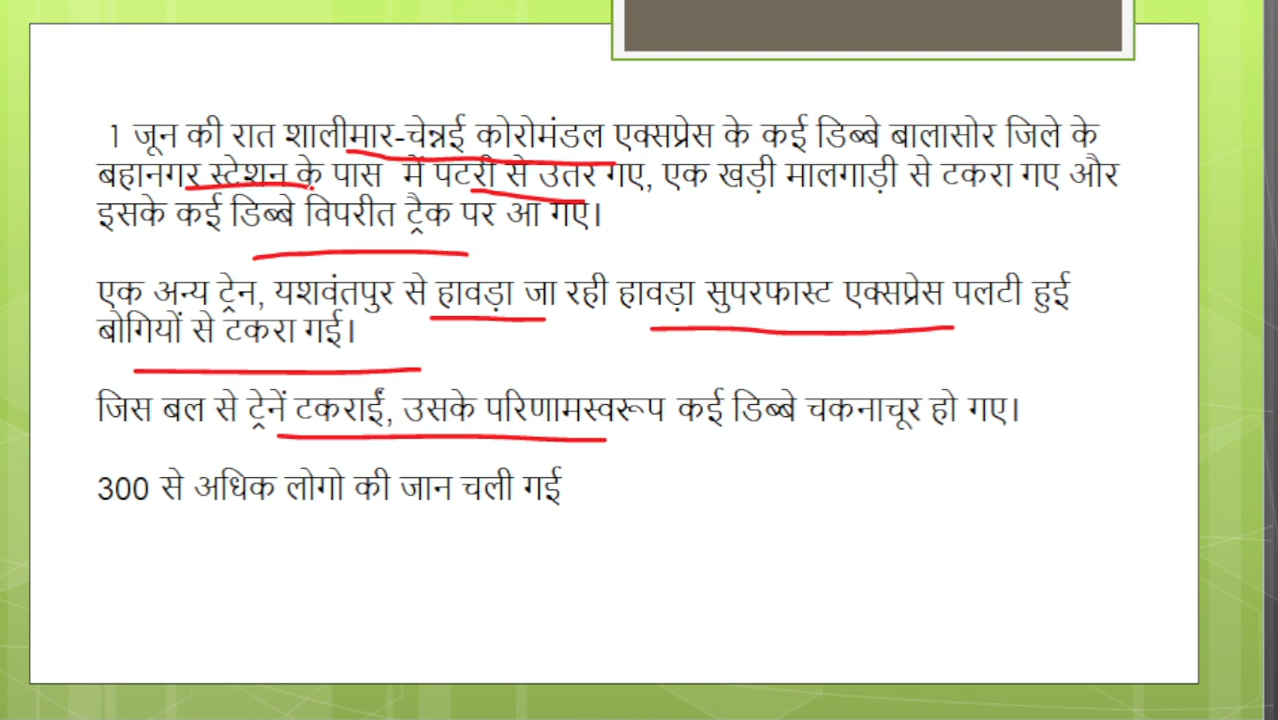 1 जून की रात शालीमार-चेन्नई कोरोमंडल एक्सप्रेस के कई डिब्बे बालासोर जिले के
बहानगर स्टेशन के पास में पटरी से उतर गए, एक खड़ी मालगाड़ी से टकरा गए और
इसके कई डिब्बे विपरीत ट्रैक पर आ गए।
एक अन्य ट्रेन, यशवंतपुर से हावड़ा जा रही हावड़ा सुपरफास्ट एक्सप्रेस पलटी हुई
बोगियों से टकरा गई।
जिस बल से ट्रेनें टकराईं, उसके परिणामस्वरूप कई डिब्बे चकनाचूर हो गए।
300 से अधिक लोगो की जान चली गई